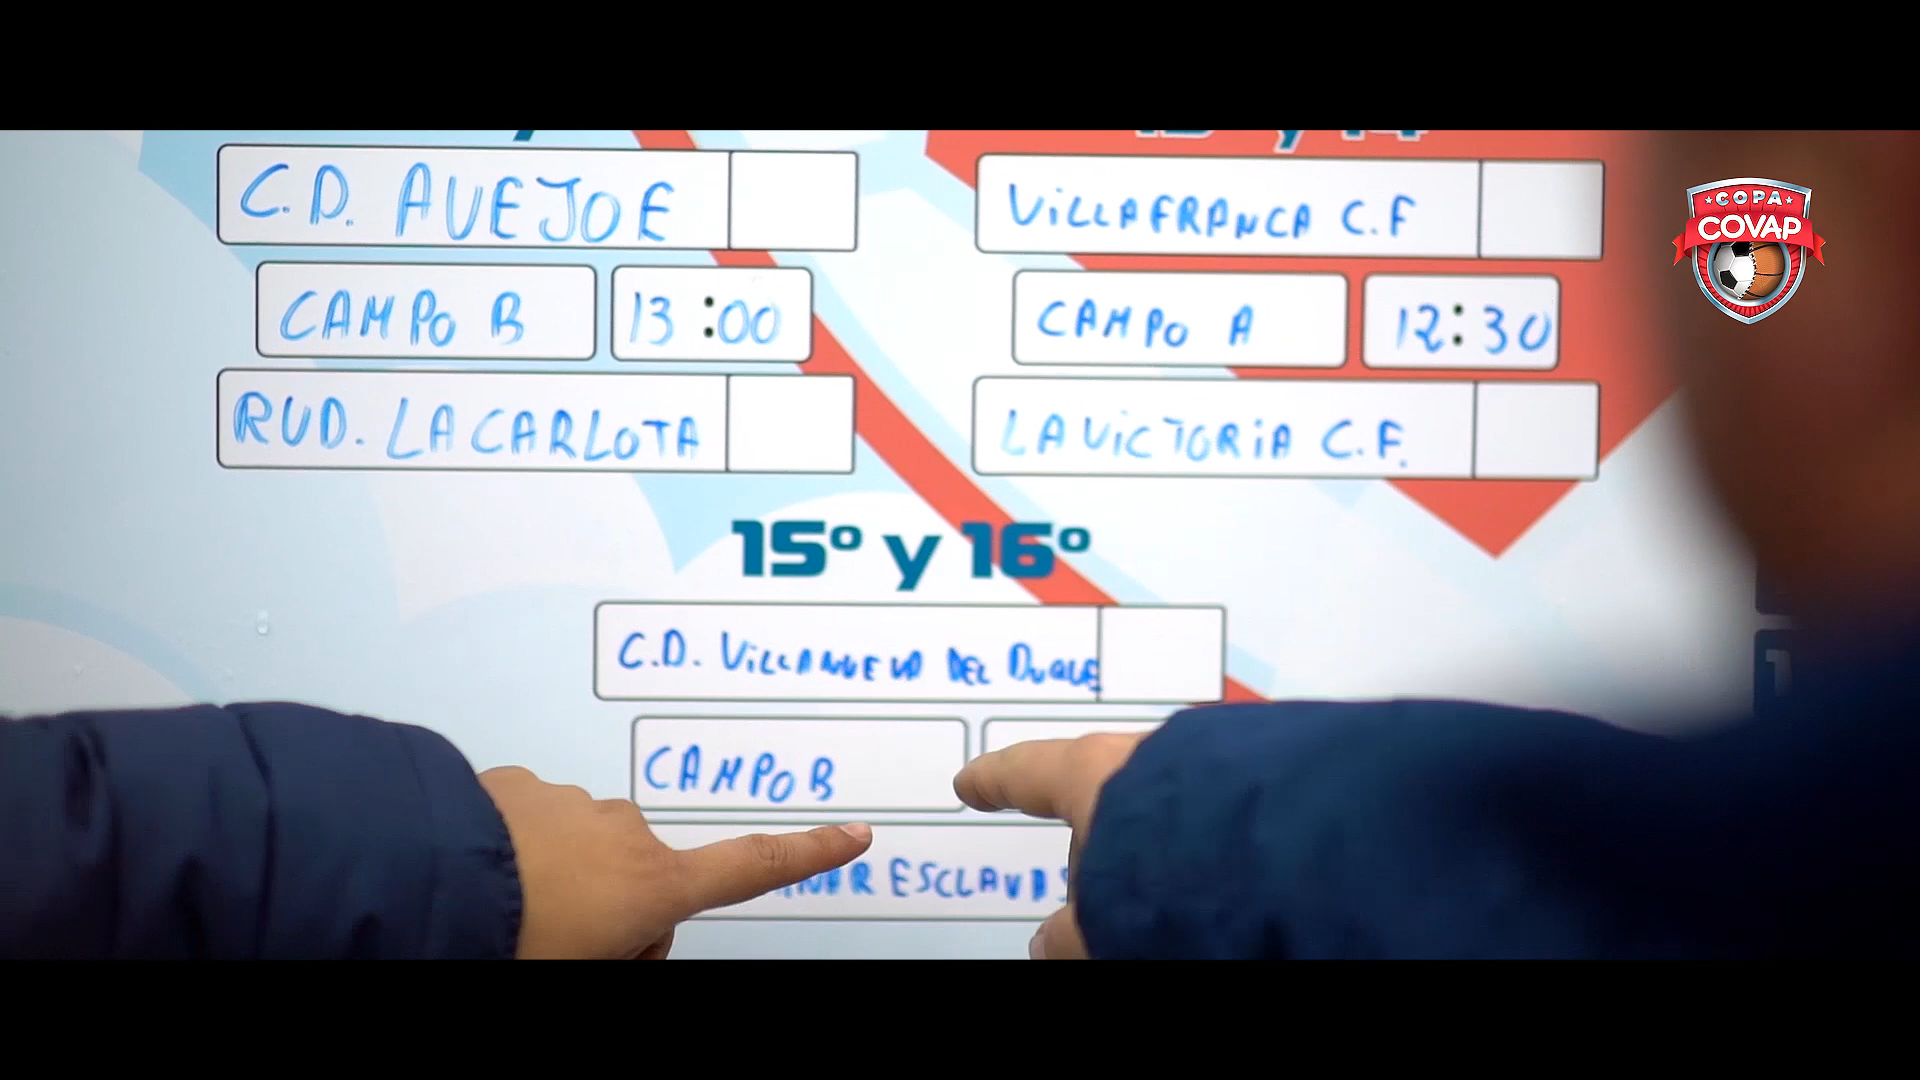 C.D. AVEJOE
CAMPO B 13:00
RUD. LA CARLOTA
VILLAFRANCA C.F
CAMPO A 12:30
LA VICTORIA C.F.
15º y 16º
C.D. VILLANUEVA DEL DUQUE
CAMPO B
ESCLAVAS
COPA
COVAP